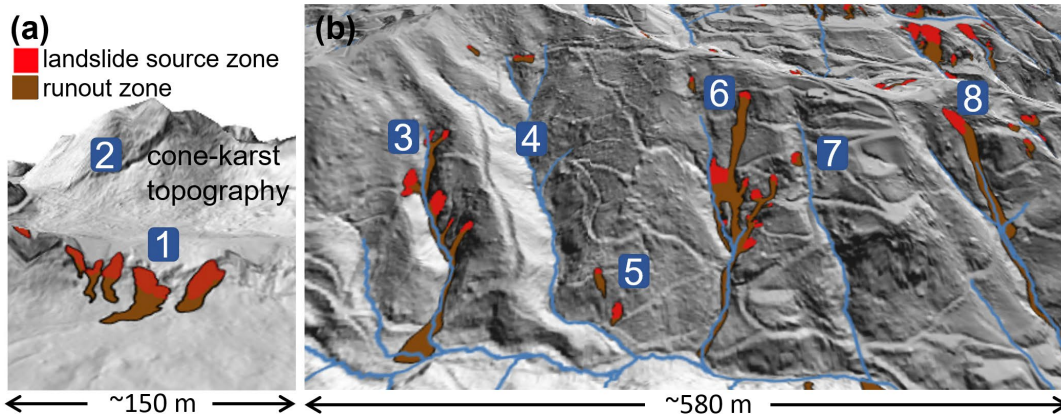 (a)
landslide source zone
runout zone
2
cone-karst
topography
1
~150 m
(b)
3
4
5
6
7
8
~580 m